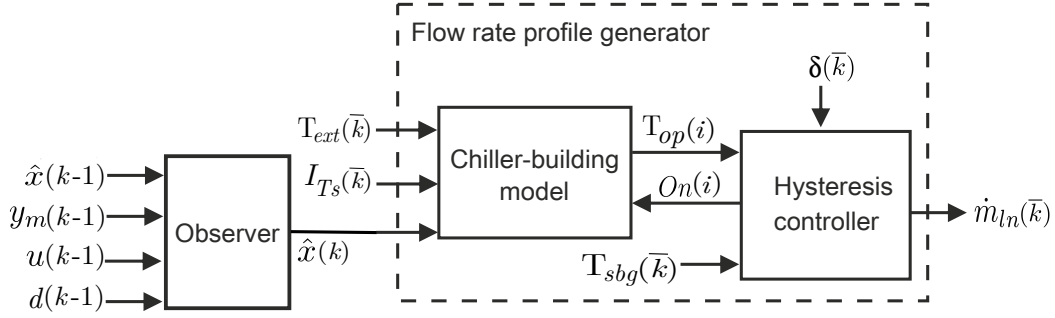 Flow rate profile generator
δ(k̅)
T_ext(k̅)
I_Ts(k̅)
Chiller-building
model
T_op(i)
On(i)
Hysteresis
controller
ṁ_ln(k̅)
T_sbg(k̅)
x̂(k-1)
y_m(k-1)
u(k-1)
d(k-1)
Observer
x̂(k)